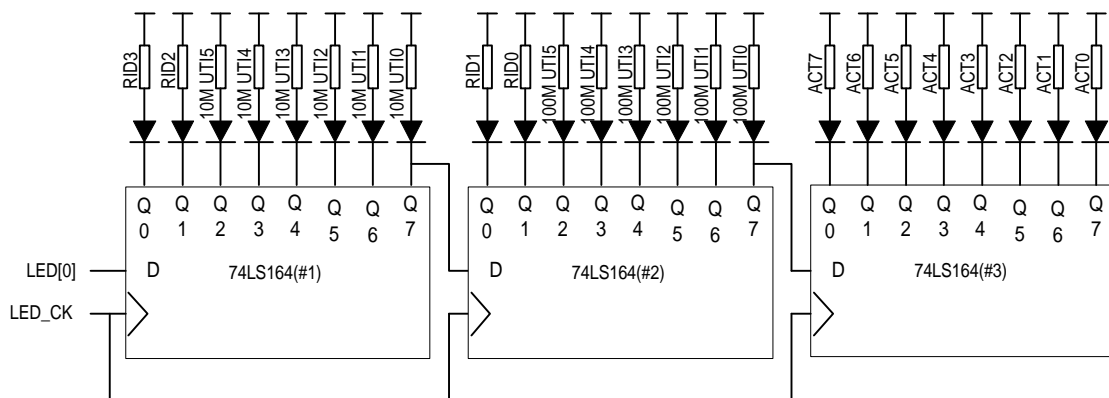 RID3 RID2 10M UTI5 10M UTI4 10M UTI3 10M UTI2 10M UTI1 10M UTI0
RID1 RID0 100M UTI5 100M UTI4 100M UTI3 100M UTI2 100M UTI1 100M UTI0
ACT7 ACT6 ACT5 ACT4 ACT3 ACT2 ACT1 ACT0
Q Q Q Q Q Q Q Q
0 1 2 3 4 5 6 7
D 74LS164(#1)
Q Q Q Q Q Q Q Q
0 1 2 3 4 5 6 7
D 74LS164(#2)
Q Q Q Q Q Q Q Q
0 1 2 3 4 5 6 7
D 74LS164(#3)
LED[0]
LED_CK